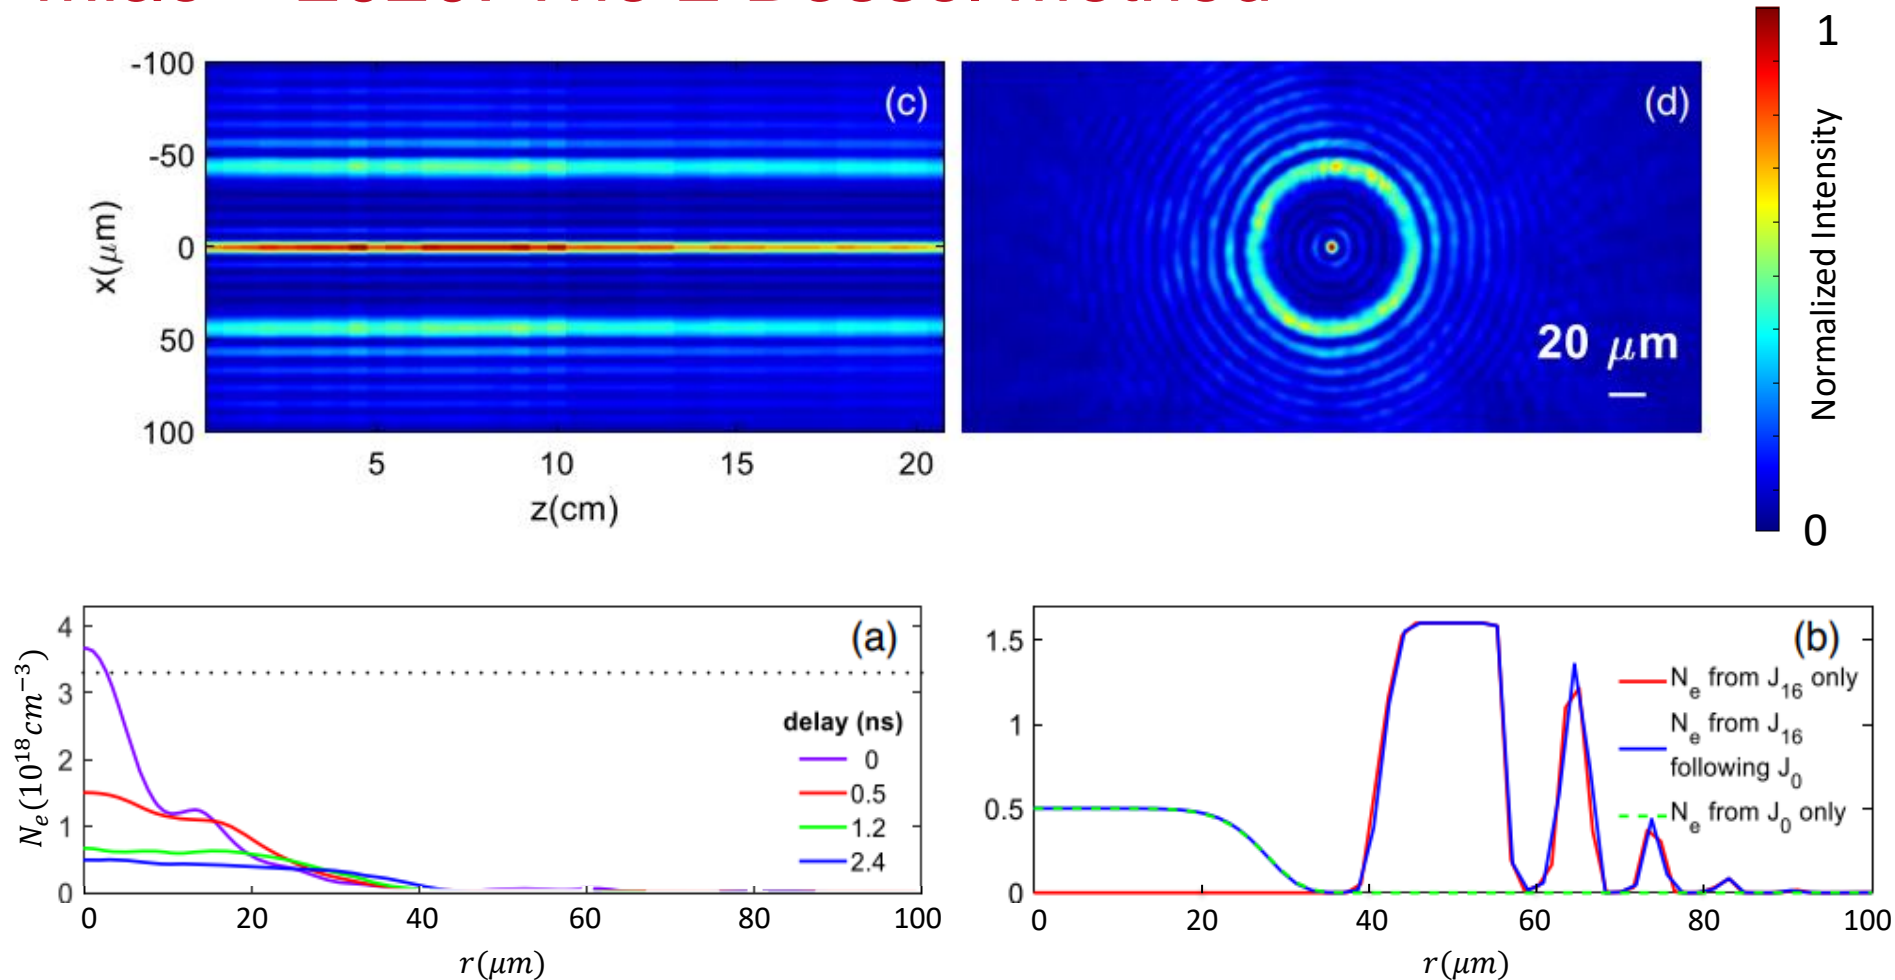 (c)
-100
-50
0
50
100
x(μm)
5 10 15 20
z(cm)
(d)
20 μm
1
Normalized Intensity
0
(a)
4
3
2
1
0
N_e(10^18 cm^−3)
delay (ns)
0
0.5
1.2
2.4
0 20 40 60 80 100
r(μm)
(b)
1.5
1
0.5
0
N_e from J_16 only
N_e from J_16
following J_0
N_e from J_0 only
0 20 40 60 80 100
r(μm)